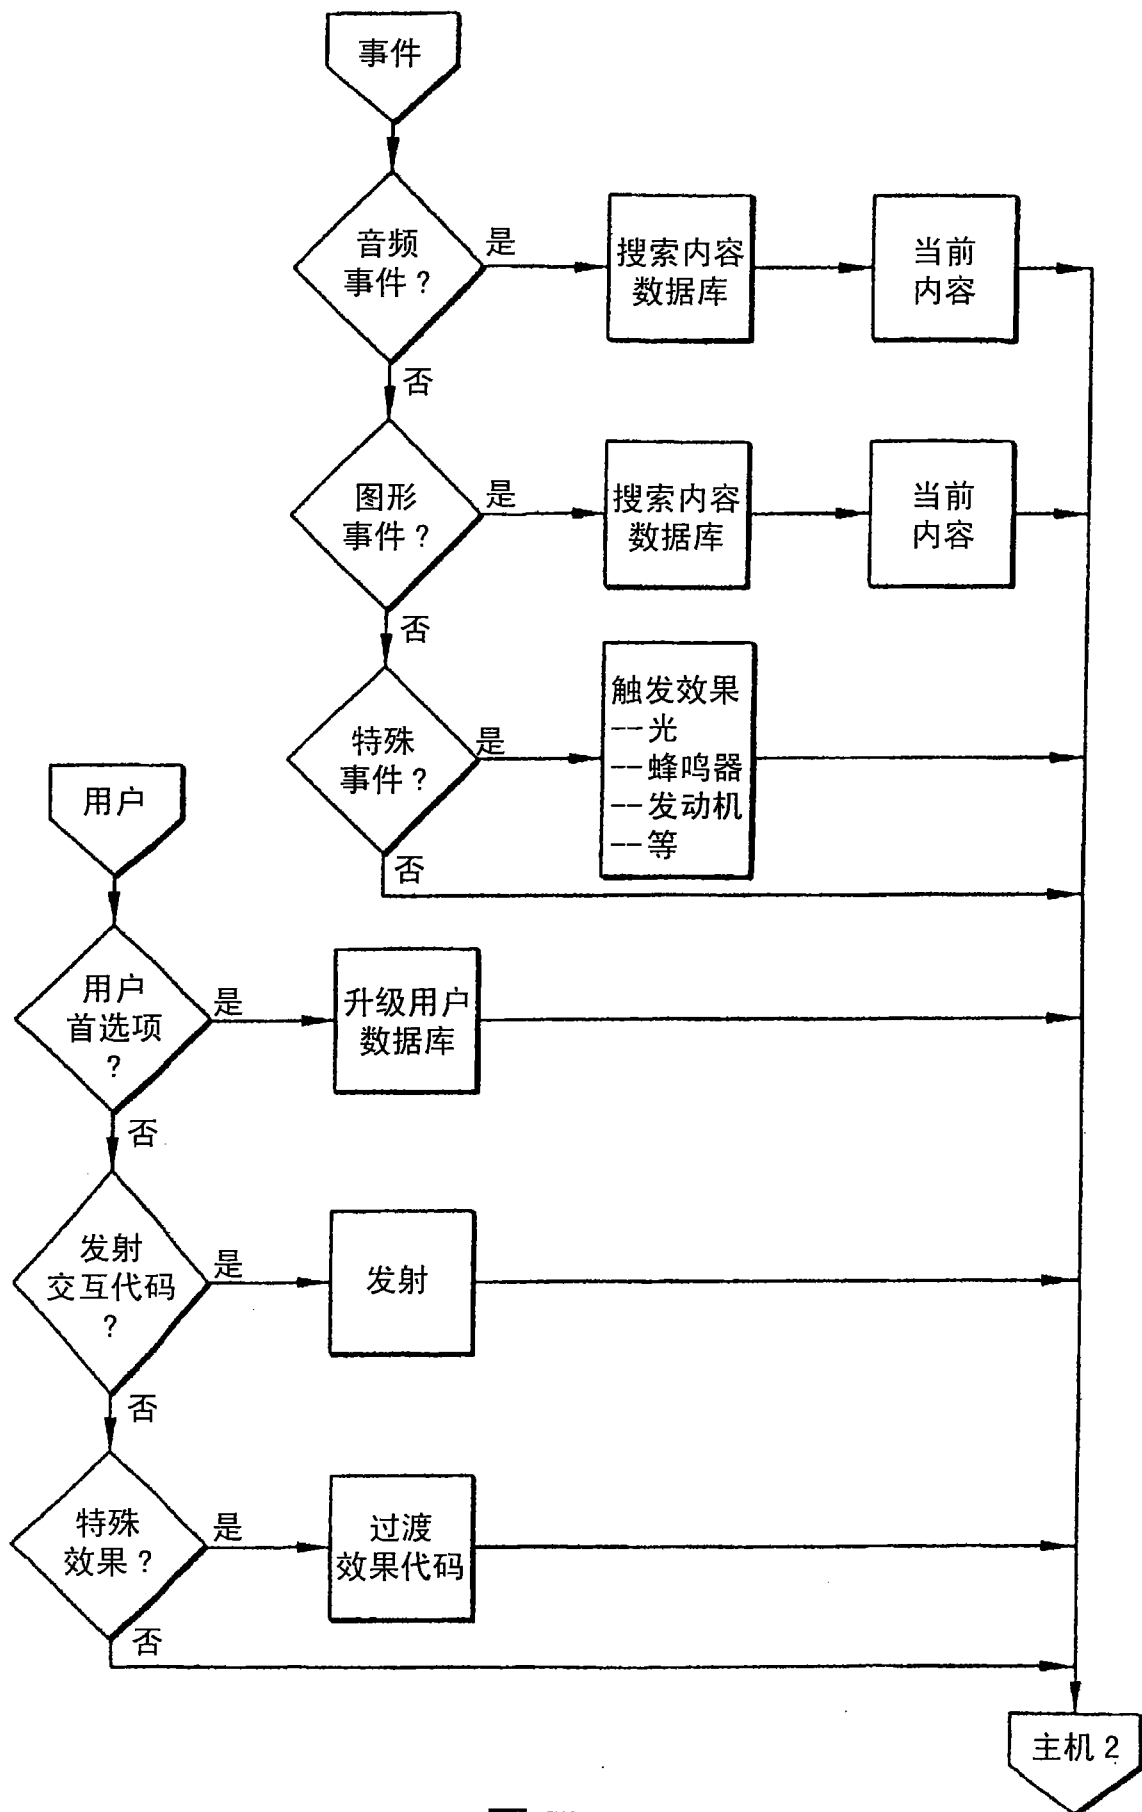 事件
音频
事件？
是
搜索内容
数据库
当前
内容
否
图形
事件？
是
搜索内容
数据库
当前
内容
否
特殊
事件？
是
触发效果
--光
--蜂鸣器
--发动机
--等
否
用户
用户
首选项
？
是
升级用户
数据库
否
发射
交互代码
？
是
发射
否
特殊
效果？
是
过渡
效果代码
否
主机 2